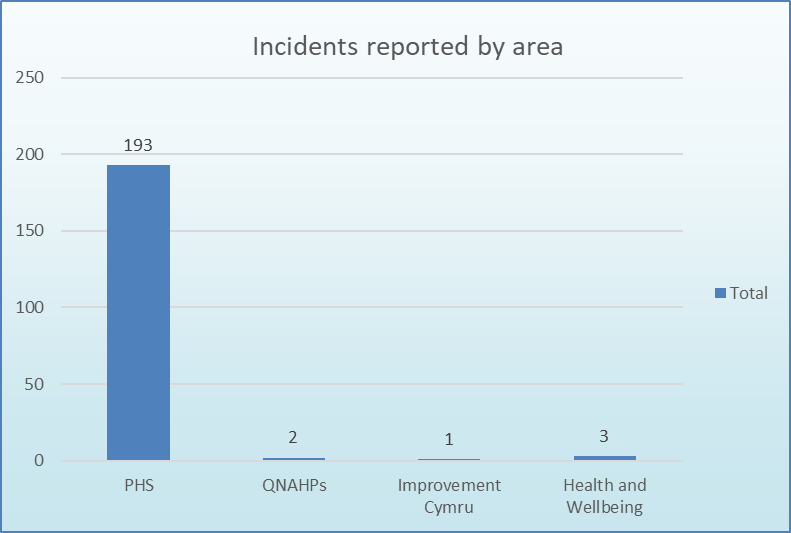 Incidents reported by area
250
200
150
100
50
0
193
2
1
3
PHS
QNAHPs
Improvement
Cymru
Health and
Wellbeing
Total